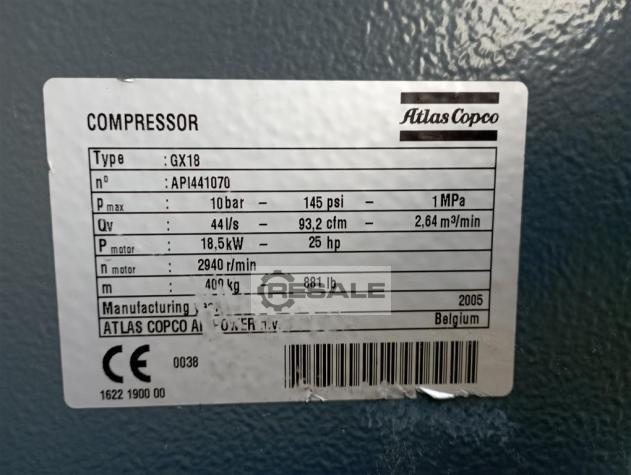 COMPRESSOR
Atlas Copco
Type : GX18
n° : API441070
P max : 10 bar – 145 psi – 1 MPa
Qv : 44 l/s – 93,2 cfm – 2,64 m³/min
P motor : 18,5 kW – 25 hp
n motor : 2940 r/min
m : 400 kg 881 lb
RESALE
Manufacturing 2005
ATLAS COPCO n.v. Belgium
CE 0038
1622 1900 00